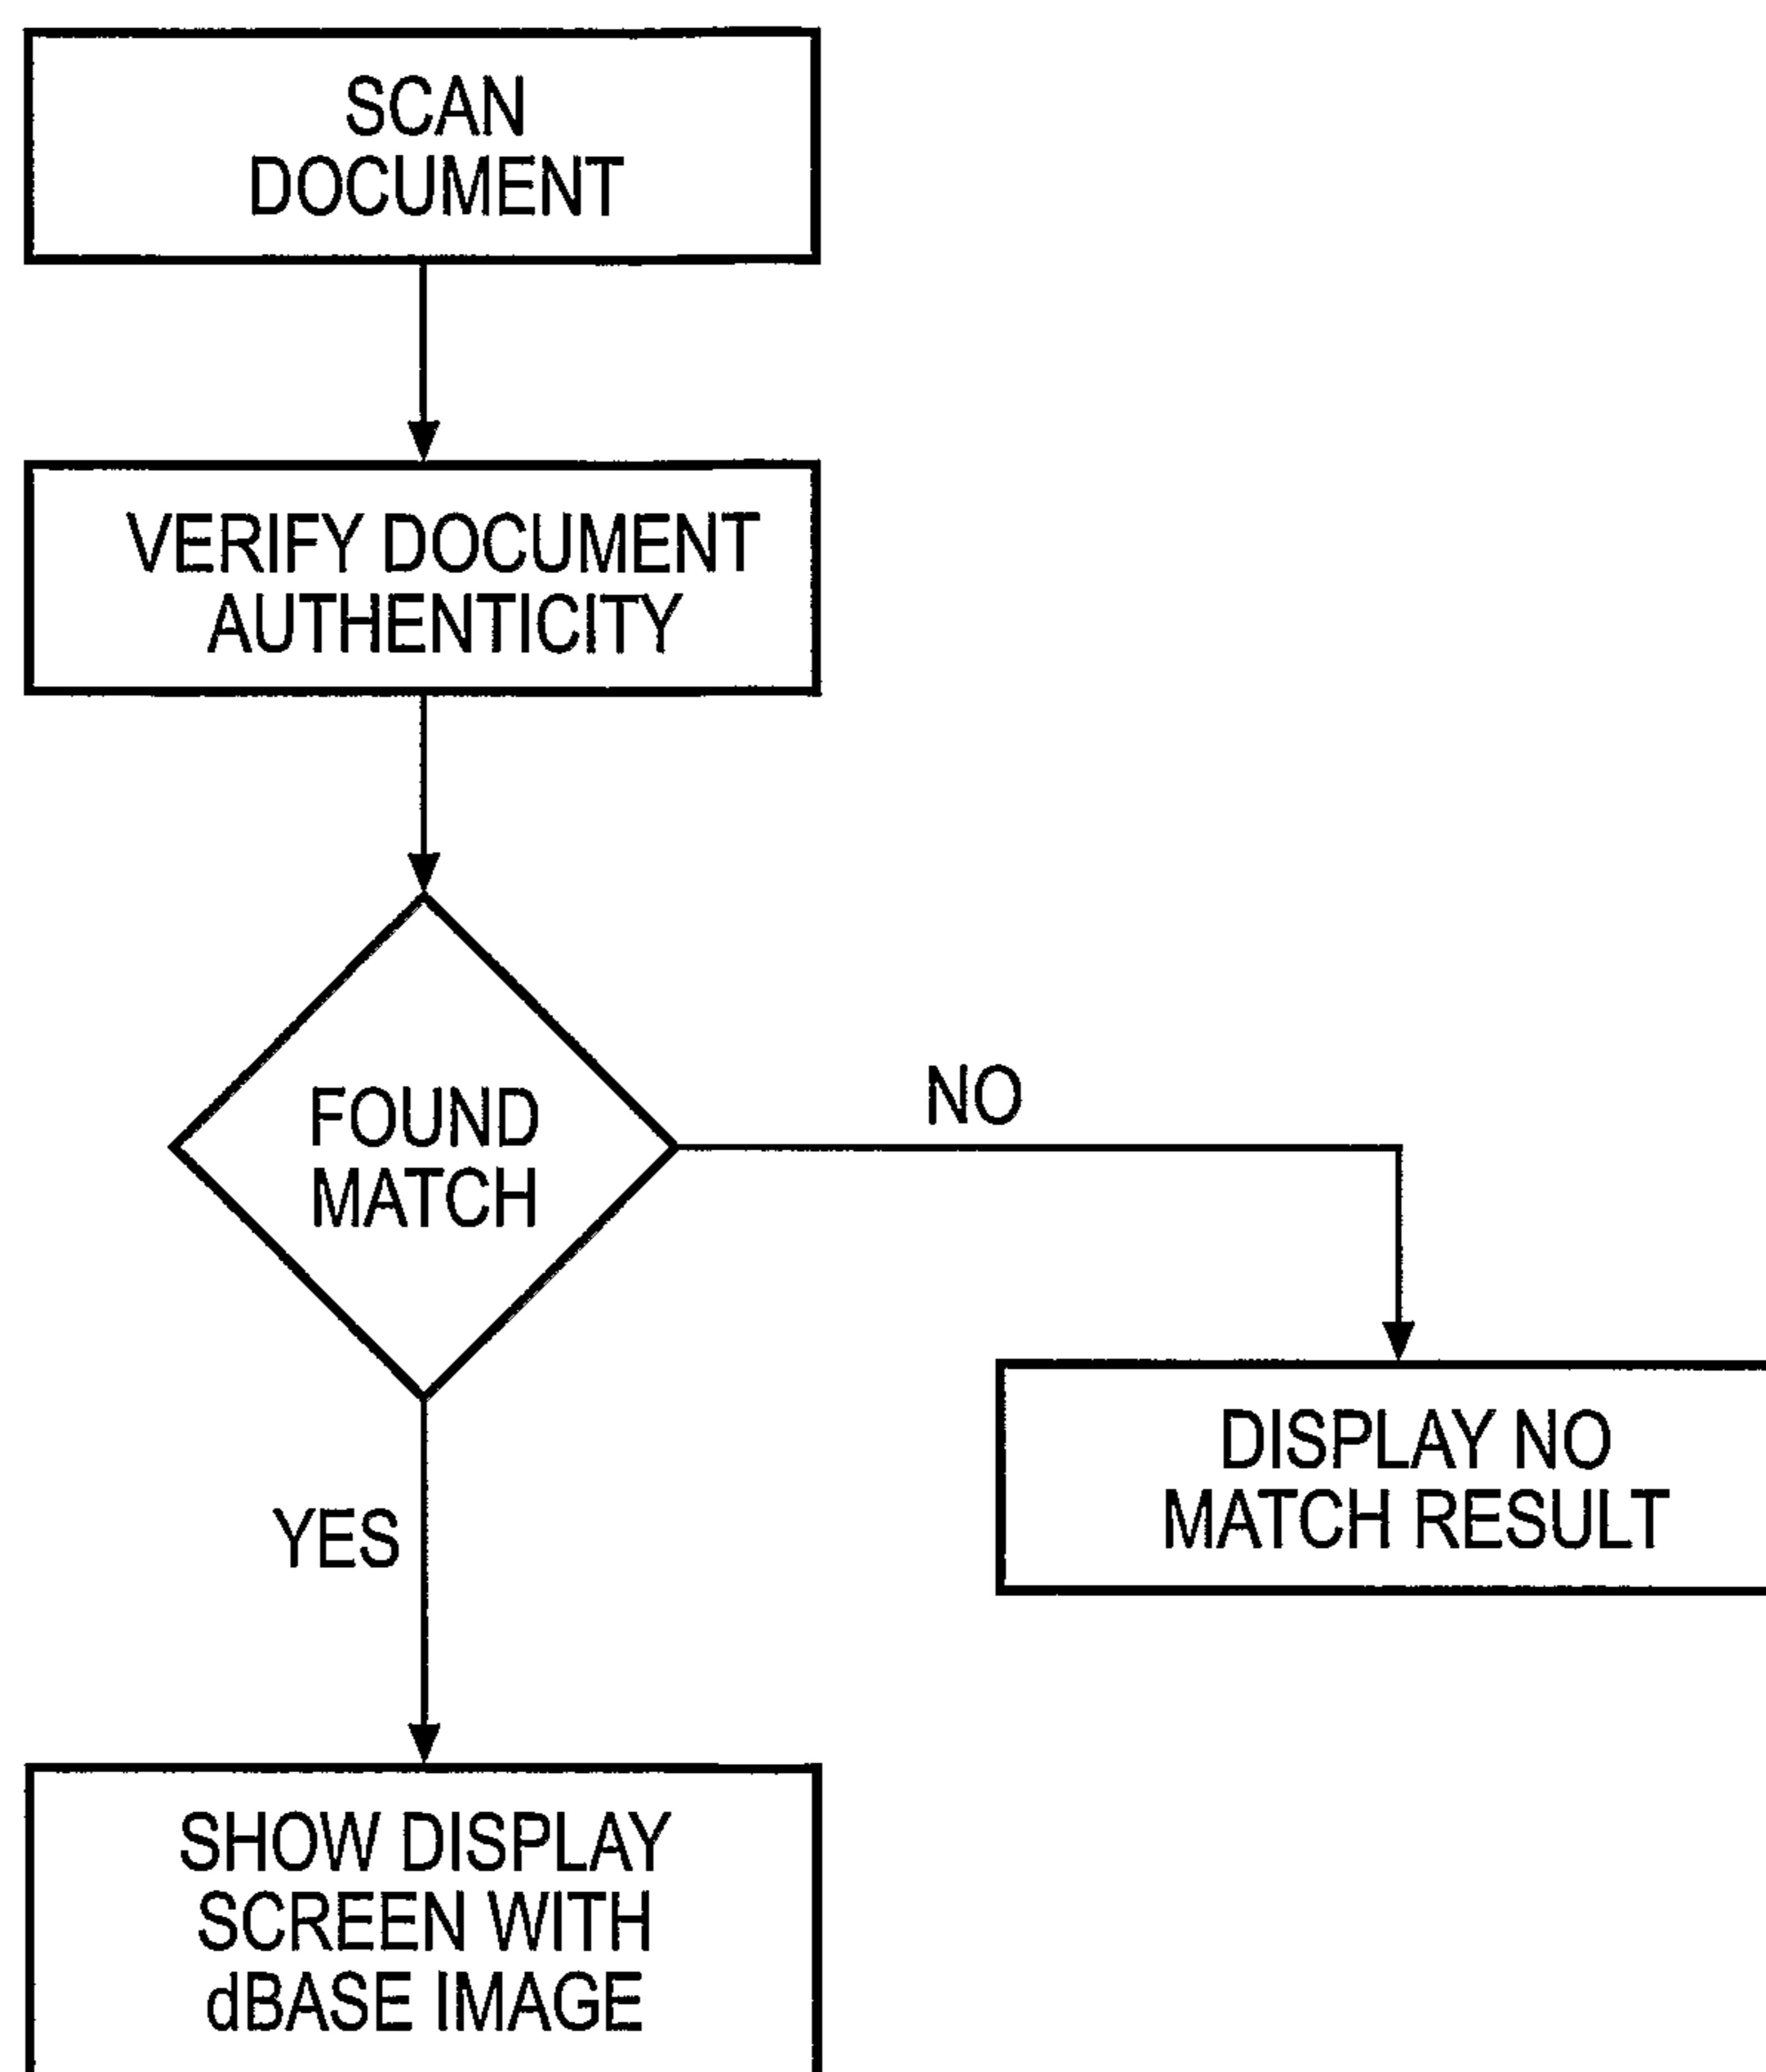 SCAN
DOCUMENT
VERIFY DOCUMENT
AUTHENTICITY
FOUND
MATCH
NO
DISPLAY NO
MATCH RESULT
YES
SHOW DISPLAY
SCREEN WITH
dBASE IMAGE